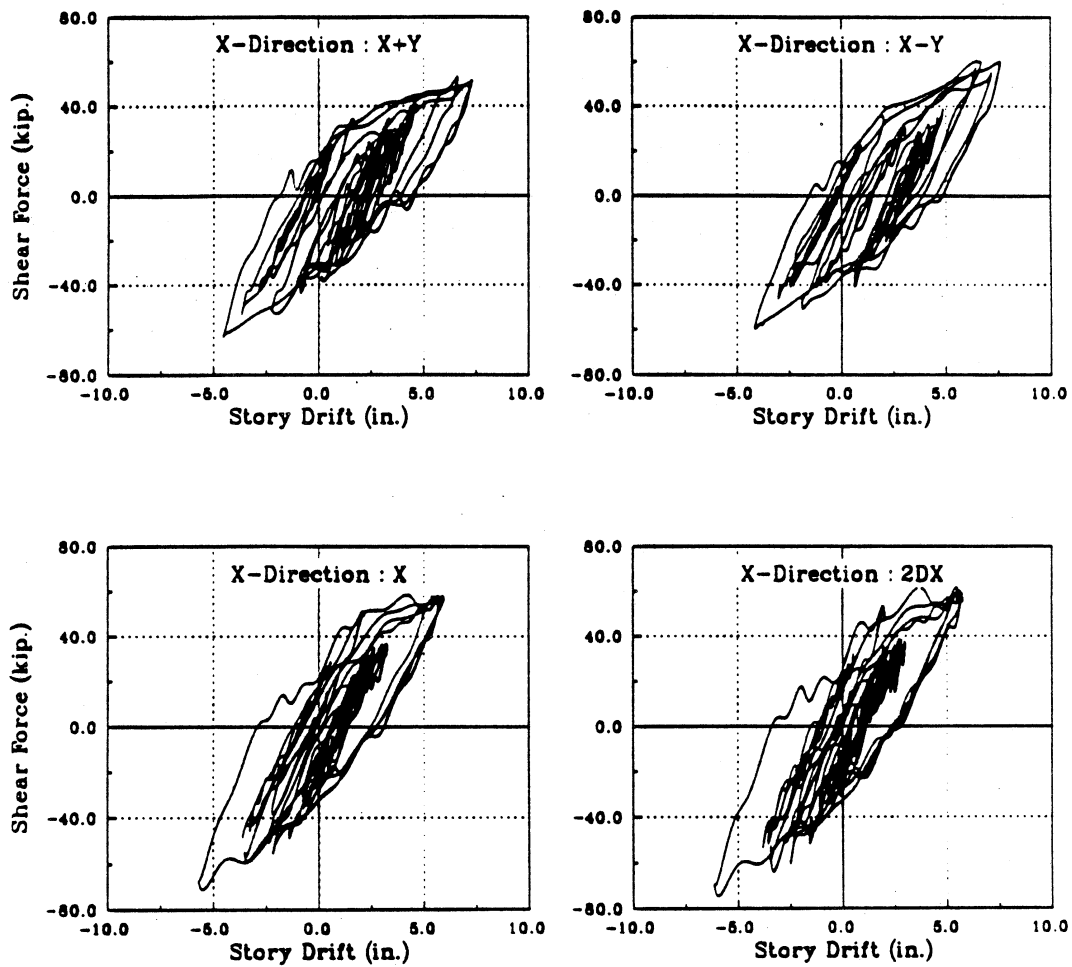 80.0
X-Direction : X+Y
40.0
0.0
-40.0
-80.0
-10.0 -5.0 0.0 5.0 10.0
Story Drift (in.)
Shear Force (kip.)
80.0
X-Direction : X-Y
40.0
0.0
-40.0
-80.0
-10.0 -5.0 0.0 5.0 10.0
Story Drift (in.)
80.0
X-Direction : X
40.0
0.0
-40.0
-80.0
-10.0 -5.0 0.0 5.0 10.0
Story Drift (in.)
Shear Force (kip.)
80.0
X-Direction : 2DX
40.0
0.0
-40.0
-80.0
-10.0 -5.0 0.0 5.0 10.0
Story Drift (in.)